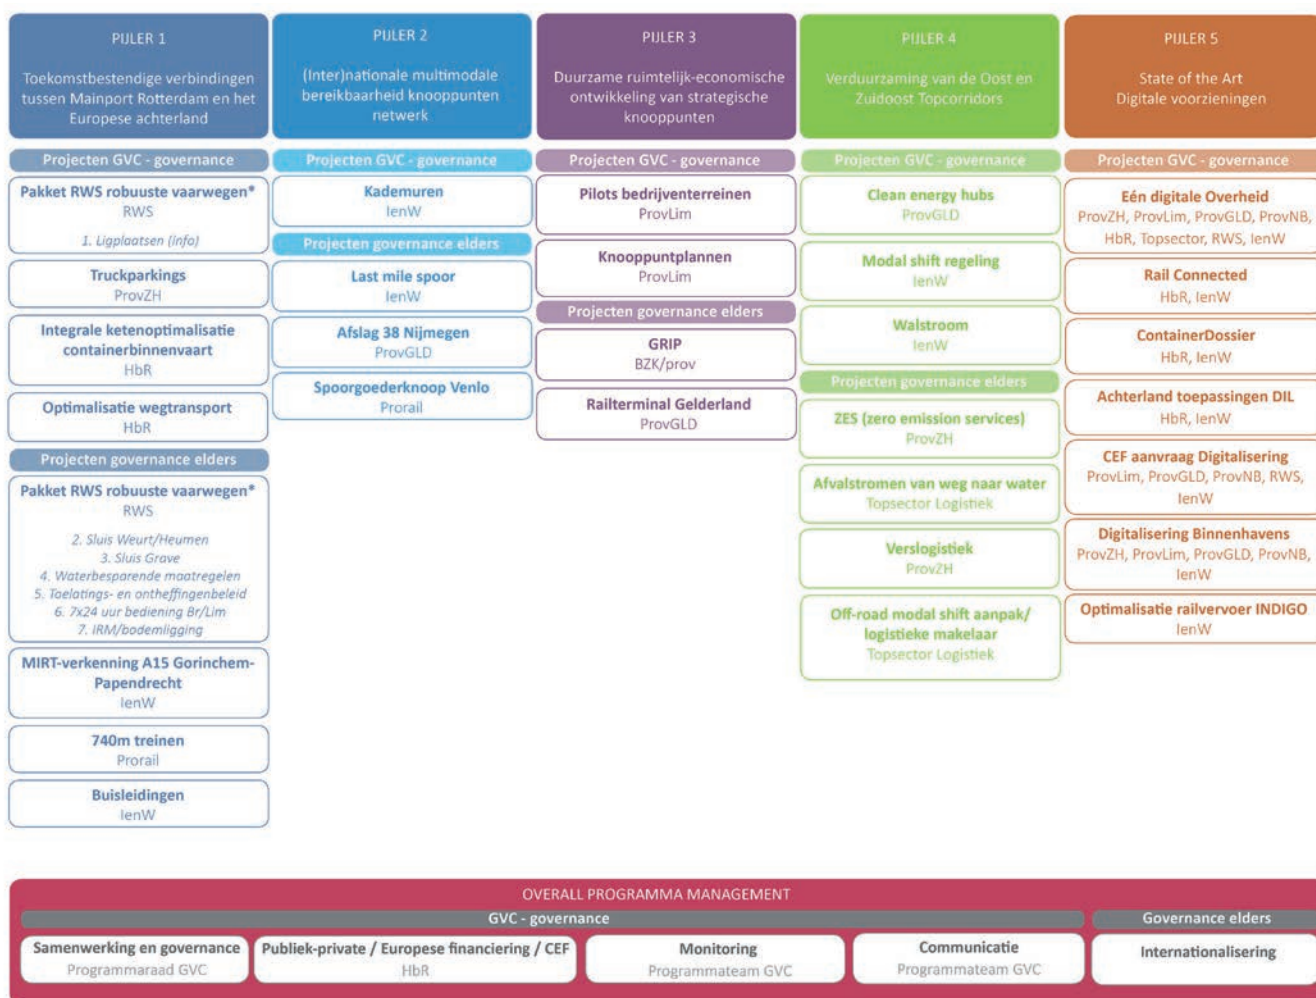 PIJLER 1
Toekomstbestendige verbindingen
tussen Mainport Rotterdam en het
Europese achterland
Projecten GVC - governance
Pakket RWS robuuste vaarwegen*
RWS
1. Ligplaatsen (info)
Truckparkings
ProvZH
Integrale ketenoptimalisatie
containerbinnenvaart
HbR
Optimalisatie wegtransport
HbR
Projecten governance elders
Pakket RWS robuuste vaarwegen*
RWS
2. Sluis Weurt/Heumen
3. Sluis Grave
4. Waterbesparende maatregelen
5. Toelatings- en ontheffingenbeleid
6. 7x24 uur bediening Br/Lim
7. IRM/bodemligging
MIRT-verkenning A15 Gorinchem-
Papendrecht
IenW
740m treinen
Prorail
Buisleidingen
IenW
PIJLER 2
(Inter)nationale multimodale
bereikbaarheid knooppunten
netwerk
Projecten GVC - governance
Kademuren
IenW
Projecten governance elders
Last mile spoor
IenW
Afslag 38 Nijmegen
ProvGLD
Spoorgoederknoop Venlo
Prorail
PIJLER 3
Duurzame ruimtelijk-economische
ontwikkeling van strategische
knooppunten
Projecten GVC - governance
Pilots bedrijventerreinen
ProvLim
Knooppuntplannen
ProvLim
Projecten governance elders
GRIP
BZK/prov
Railterminal Gelderland
ProvGLD
PIJLER 4
Verduurzaming van de Oost en
Zuidoost Topcorridors
Projecten GVC - governance
Clean energy hubs
ProvGLD
Modal shift regeling
IenW
Walstroom
IenW
Projecten governance elders
ZES (zero emission services)
ProvZH
Afvalstromen van weg naar water
Topsector Logistiek
Verslogistiek
ProvZH
Off-road modal shift aanpak/
logistieke makelaar
Topsector Logistiek
PIJLER 5
State of the Art
Digitale voorzieningen
Projecten GVC - governance
Eén digitale Overheid
ProvZH, ProvLim, ProvGLD, ProvNB,
HbR, Topsector, RWS, IenW
Rail Connected
HbR, IenW
ContainerDossier
HbR, IenW
Achterland toepassingen DIL
HbR, IenW
CEF aanvraag Digitalisering
ProvLim, ProvGLD, ProvNB, RWS,
IenW
Digitalisering Binnenhavens
ProvZH, ProvLim, ProvGLD, ProvNB,
IenW
Optimalisatie railvervoer INDIGO
IenW
OVERALL PROGRAMMA MANAGEMENT
GVC - governance
Samenwerking en governance
Programmaraad GVC
Publiek-private / Europese financiering / CEF
HbR
Monitoring
Programmateam GVC
Communicatie
Programmateam GVC
Governance elders
Internationalisering